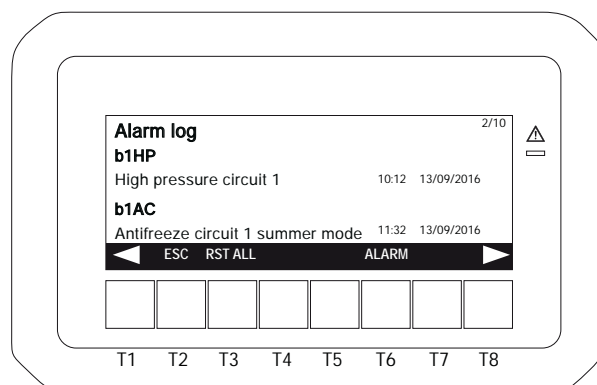 Alarm log 2/10
b1HP
High pressure circuit 1 10:12 13/09/2016
b1AC
Antifreeze circuit 1 summer mode 11:32 13/09/2016
ESC RST ALL ALARM
T1 T2 T3 T4 T5 T6 T7 T8